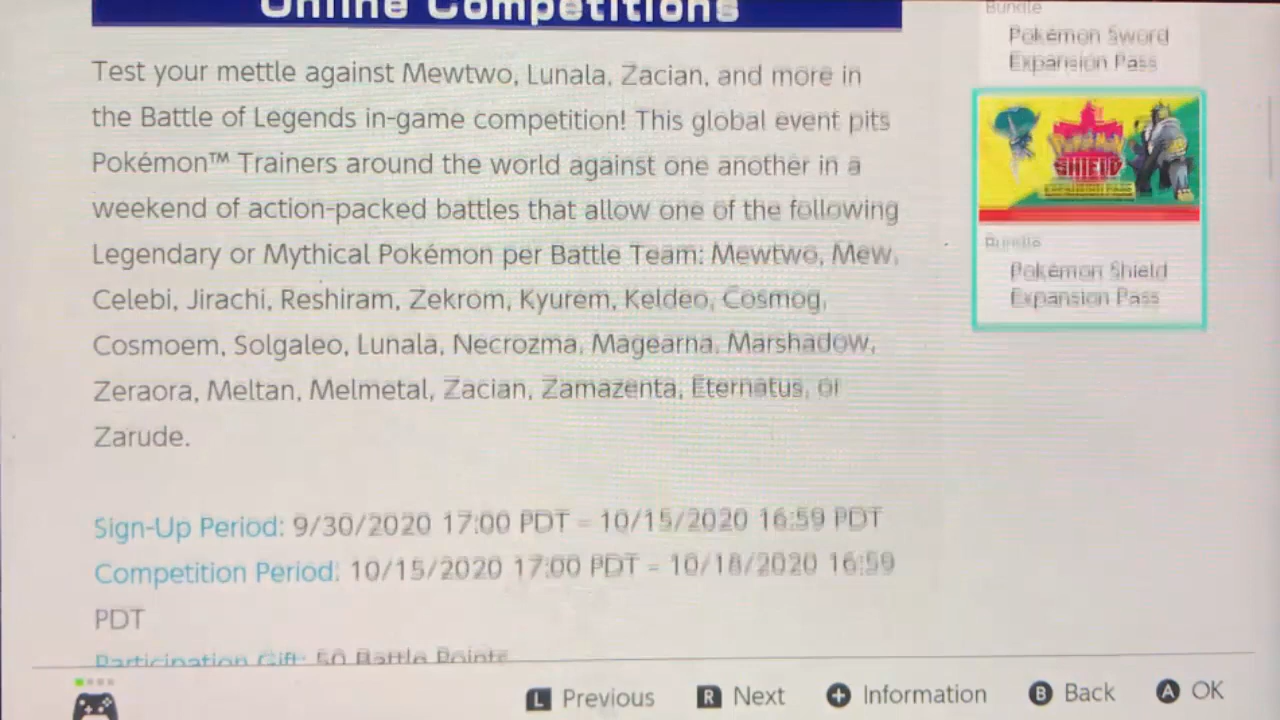 Online Competitions
Test your mettle against Mewtwo, Lunala, Zacian, and more in
the Battle of Legends in-game competition! This global event pits
Pokémon™ Trainers around the world against one another in a
weekend of action-packed battles that allow one of the following
Legendary or Mythical Pokémon per Battle Team: Mewtwo, Mew,
Celebi, Jirachi, Reshiram, Zekrom, Kyurem, Keldeo, Cosmog,
Cosmoem, Solgaleo, Lunala, Necrozma, Magearna, Marshadow,
Zeraora, Meltan, Melmetal, Zacian, Zamazenta, Eternatus, or
Zarude.
Sign-Up Period: 9/30/2020 17:00 PDT – 10/15/2020 16:59 PDT
Competition Period: 10/15/2020 17:00 PDT – 10/18/2020 16:59
PDT
Participation Gift: 50 Battle Points
Bundle
Pokémon Sword
Expansion Pass
Pokémon
SHIELD
EXPANSION PASS
Bundle
Pokémon Shield
Expansion Pass
L Previous R Next + Information B Back A OK